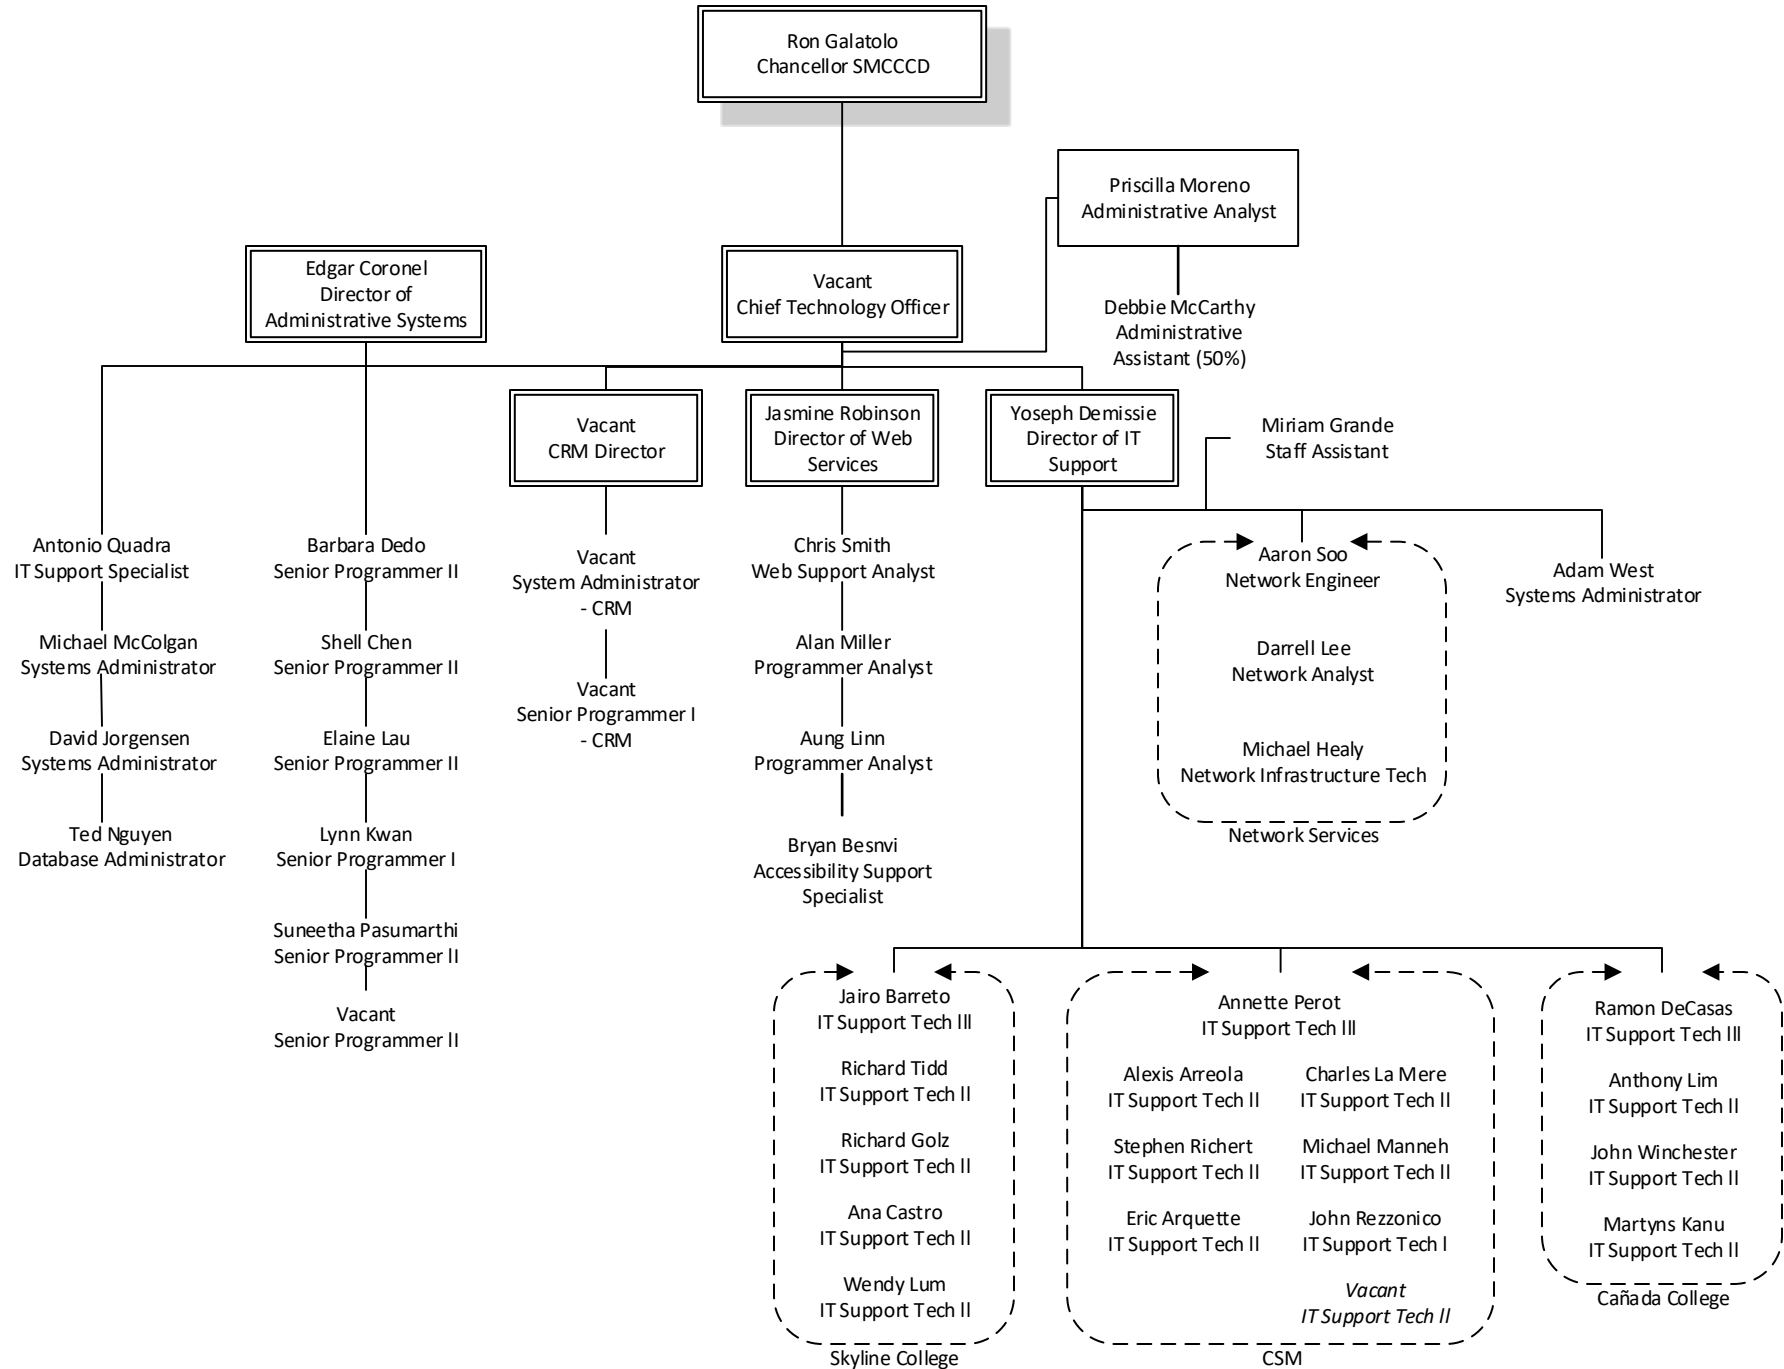 Ron Galatolo
Chancellor SMCCCD
Priscilla Moreno
Administrative Analyst
Edgar Coronel
Director of
Administrative Systems
Vacant
Chief Technology Officer
Debbie McCarthy
Administrative
Assistant (50%)
Vacant
CRM Director
Jasmine Robinson
Director of Web
Services
Yoseph Demissie
Director of IT
Support
Miriam Grande
Staff Assistant
Antonio Quadra
IT Support Specialist
Michael McColgan
Systems Administrator
David Jorgensen
Systems Administrator
Ted Nguyen
Database Administrator
Barbara Dedo
Senior Programmer II
Shell Chen
Senior Programmer II
Elaine Lau
Senior Programmer II
Lynn Kwan
Senior Programmer I
Suneetha Pasumarthi
Senior Programmer II
Vacant
Senior Programmer II
Vacant
System Administrator
- CRM
Vacant
Senior Programmer I
- CRM
Chris Smith
Web Support Analyst
Alan Miller
Programmer Analyst
Aung Linn
Programmer Analyst
Bryan Besnvi
Accessibility Support
Specialist
Aaron Soo
Network Engineer
Darrell Lee
Network Analyst
Michael Healy
Network Infrastructure Tech
Network Services
Adam West
Systems Administrator
Jairo Barreto
IT Support Tech III
Richard Tidd
IT Support Tech II
Richard Golz
IT Support Tech II
Ana Castro
IT Support Tech II
Wendy Lum
IT Support Tech II
Skyline College
Annette Perot
IT Support Tech III
Alexis Arreola
IT Support Tech II
Charles La Mere
IT Support Tech II
Stephen Richert
IT Support Tech II
Michael Manneh
IT Support Tech II
Eric Arquette
IT Support Tech II
John Rezzonico
IT Support Tech I
Vacant
IT Support Tech II
CSM
Ramon DeCasas
IT Support Tech III
Anthony Lim
IT Support Tech II
John Winchester
IT Support Tech II
Martyns Kanu
IT Support Tech II
Cañada College